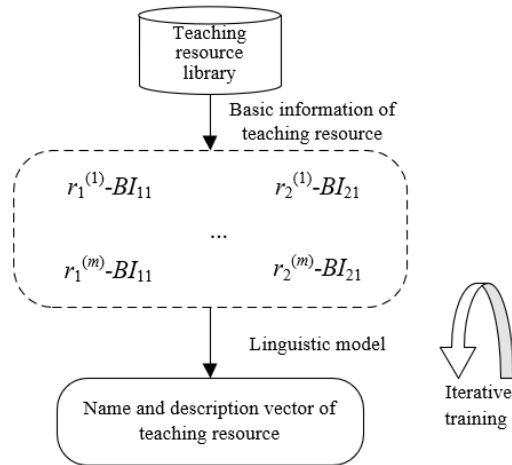 Teaching
resource
library
Basic information of
teaching resource
r₁⁽¹⁾-BI₁₁ r₂⁽¹⁾-BI₂₁
...
r₁⁽ᵐ⁾-BI₁₁ r₂⁽ᵐ⁾-BI₂₁
Linguistic model
Iterative
training
Name and description vector of
teaching resource